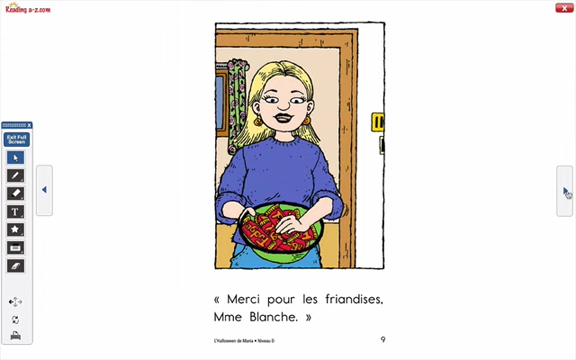 Reading a-z.com
Exit Full
Screen
T
« Merci pour les friandises,
Mme Blanche. »
L'Halloween de Maria • Niveau D
9